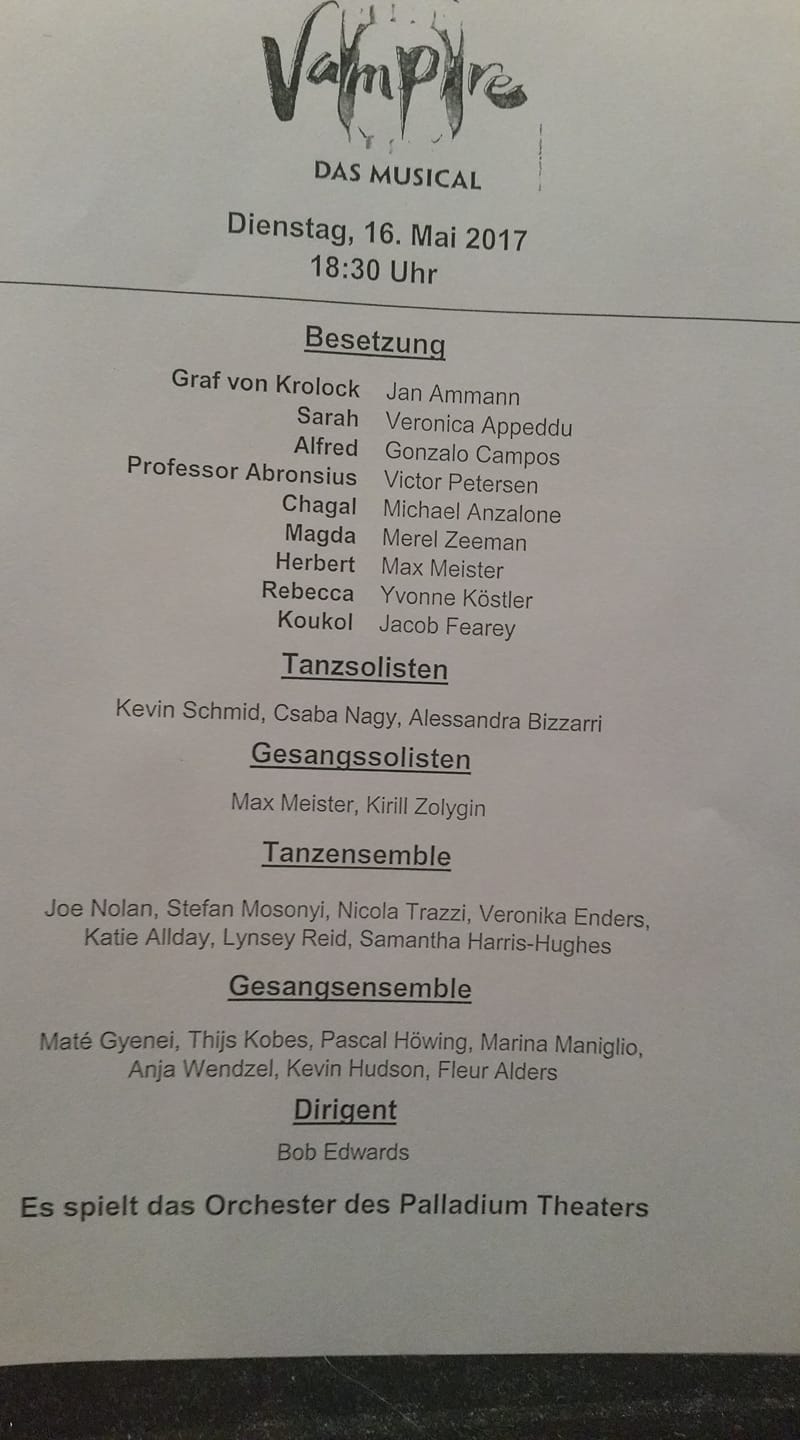 Vampire
DAS MUSICAL
Dienstag, 16. Mai 2017
18:30 Uhr
Besetzung
Graf von Krolock Jan Ammann
Sarah Veronica Appeddu
Alfred Gonzalo Campos
Professor Abronsius Victor Petersen
Chagal Michael Anzalone
Magda Merel Zeeman
Herbert Max Meister
Rebecca Yvonne Köstler
Koukol Jacob Fearey
Tanzsolisten
Kevin Schmid, Csaba Nagy, Alessandra Bizzarri
Gesangssolisten
Max Meister, Kirill Zolygin
Tanzensemble
Joe Nolan, Stefan Mosonyi, Nicola Trazzi, Veronika Enders,
Katie Allday, Lynsey Reid, Samantha Harris-Hughes
Gesangsensemble
Maté Gyenei, Thijs Kobes, Pascal Höwing, Marina Maniglio,
Anja Wendzel, Kevin Hudson, Fleur Alders
Dirigent
Bob Edwards
Es spielt das Orchester des Palladium Theaters